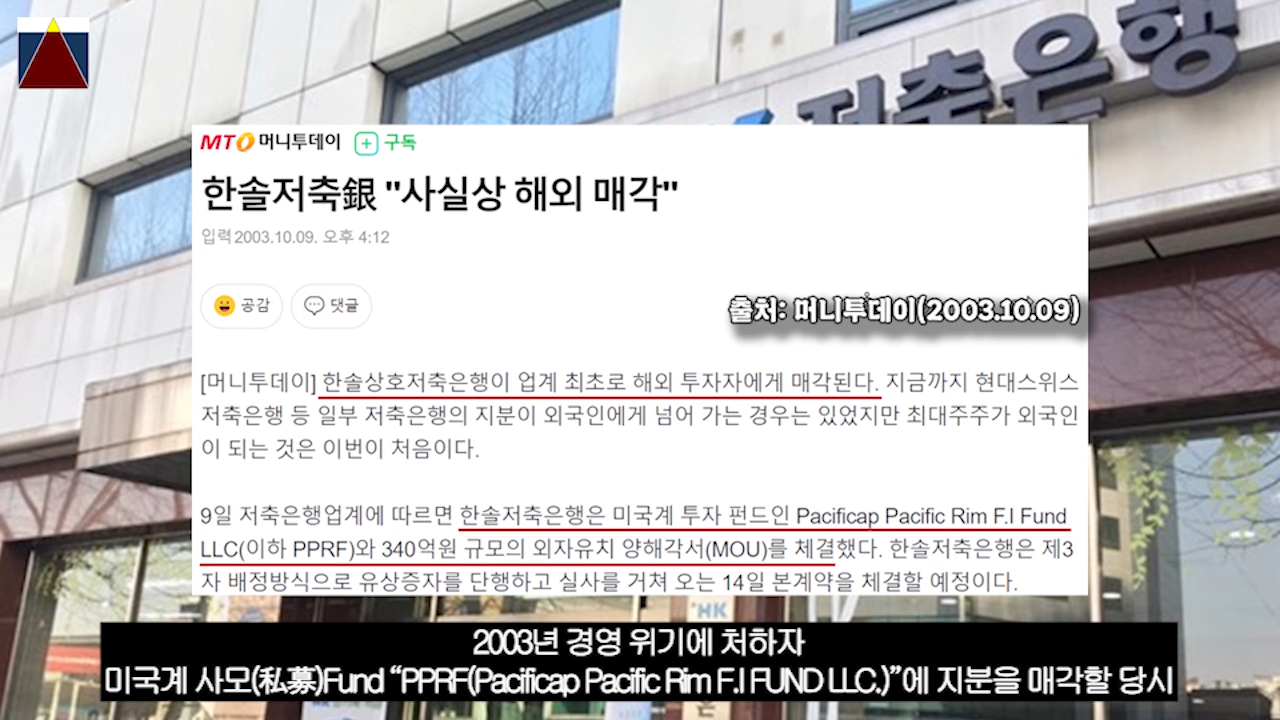 저축은행
MTO 머니투데이 + 구독
한솔저축銀 "사실상 해외 매각"
입력 2003.10.09. 오후 4:12
공감 댓글
출처: 머니투데이(2003.10.09)
[머니투데이] 한솔상호저축은행이 업계 최초로 해외 투자자에게 매각된다. 지금까지 현대스위스
저축은행 등 일부 저축은행의 지분이 외국인에게 넘어 가는 경우는 있었지만 최대주주가 외국인
이 되는 것은 이번이 처음이다.
9일 저축은행업계에 따르면 한솔저축은행은 미국계 투자 펀드인 Pacificap Pacific Rim F.I Fund
LLC(이하 PPRF)와 340억원 규모의 외자유치 양해각서(MOU)를 체결했다. 한솔저축은행은 제3
자 배정방식으로 유상증자를 단행하고 실사를 거쳐 오는 14일 본계약을 체결할 예정이다.
HK
2003년 경영 위기에 처하자
미국계 사모(私募)Fund “PPRF(Pacificap Pacific Rim F.I FUND LLC.)”에 지분을 매각할 당시